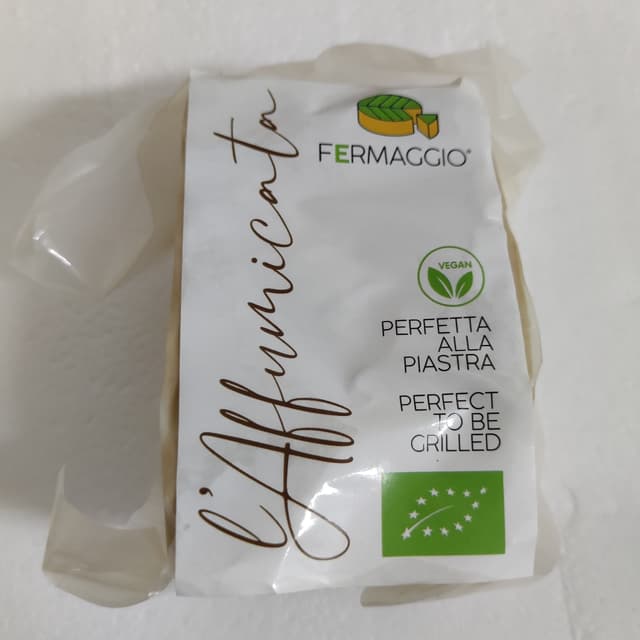 l'Affumicata
FERMAGGIO®
VEGAN
PERFETTA
ALLA
PIASTRA
PERFECT
TO BE
GRILLED